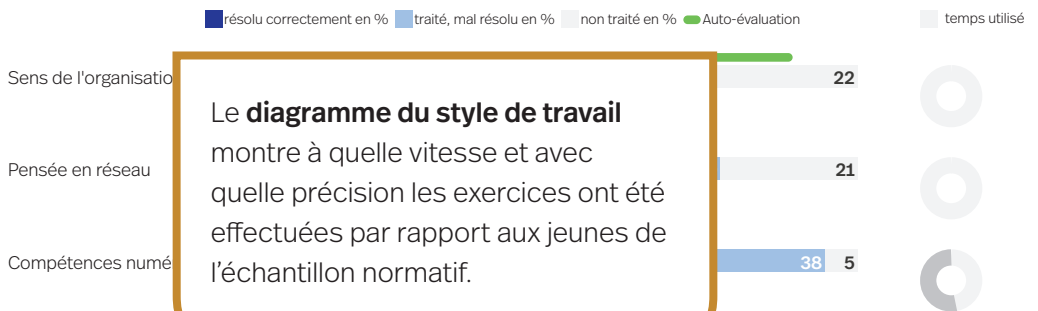 résolu correctement en % traité, mal résolu en % non traité en % Auto-évaluation temps utilisé
Sens de l'organisatio
22
Le diagramme du style de travail
montre à quelle vitesse et avec
quelle précision les exercices ont été
effectuées par rapport aux jeunes de
l'échantillon normatif.
Pensée en réseau
21
Compétences numé
38 5